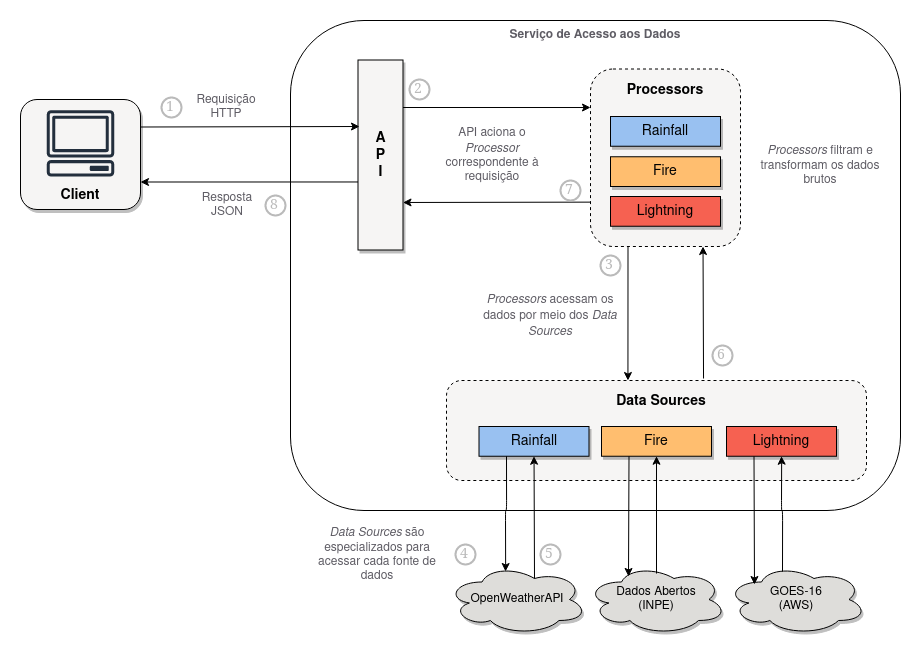 Serviço de Acesso aos Dados
Client
1
Requisição
HTTP
A
P
I
2
API aciona o
Processor
correspondente à
requisição
Processors
Rainfall
Fire
Lightning
Processors filtram e
transformam os dados
brutos
7
Resposta
JSON
8
3
Processors acessam os
dados por meio dos Data
Sources
6
Data Sources
Rainfall
Fire
Lightning
Data Sources são
especializados para
acessar cada fonte de
dados
4
5
OpenWeatherAPI
Dados Abertos
(INPE)
GOES-16
(AWS)